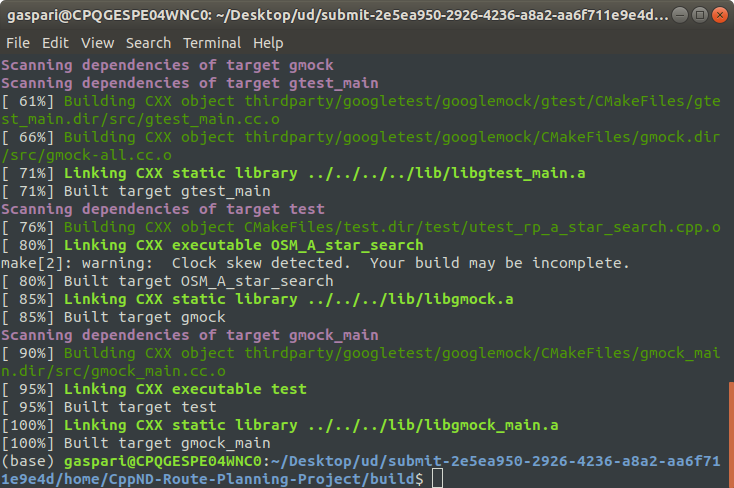 gaspari@CPQGESPE04WNC0: ~/Desktop/ud/submit-2e5ea950-2926-4236-a8a2-aa6f711e9e4d...
File Edit View Search Terminal Help
Scanning dependencies of target gmock
Scanning dependencies of target gtest_main
[ 61%] Building CXX object thirdparty/googletest/googlemock/gtest/CMakeFiles/gte
st_main.dir/src/gtest_main.cc.o
[ 66%] Building CXX object thirdparty/googletest/googlemock/CMakeFiles/gmock.dir
/src/gmock-all.cc.o
[ 71%] Linking CXX static library ../../../../lib/libgtest_main.a
[ 71%] Built target gtest_main
Scanning dependencies of target test
[ 76%] Building CXX object CMakeFiles/test.dir/test/utest_rp_a_star_search.cpp.o
[ 80%] Linking CXX executable OSM_A_star_search
make[2]: warning:  Clock skew detected.  Your build may be incomplete.
[ 80%] Built target OSM_A_star_search
[ 85%] Linking CXX static library ../../../lib/libgmock.a
[ 85%] Built target gmock
Scanning dependencies of target gmock_main
[ 90%] Building CXX object thirdparty/googletest/googlemock/CMakeFiles/gmock_mai
n.dir/src/gmock_main.cc.o
[ 95%] Linking CXX executable test
[ 95%] Built target test
[100%] Linking CXX static library ../../../lib/libgmock_main.a
[100%] Built target gmock_main
(base) gaspari@CPQGESPE04WNC0:~/Desktop/ud/submit-2e5ea950-2926-4236-a8a2-aa6f71
1e9e4d/home/CppND-Route-Planning-Project/build$